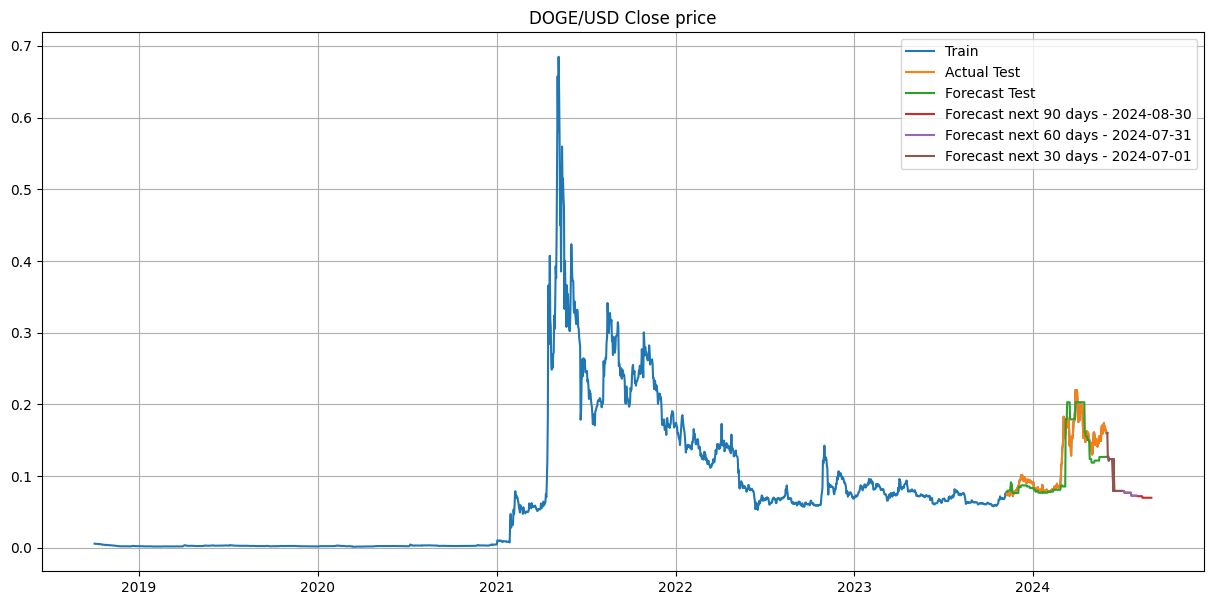 DOGE/USD Close price
Train
Actual Test
Forecast Test
Forecast next 90 days - 2024-08-30
Forecast next 60 days - 2024-07-31
Forecast next 30 days - 2024-07-01
0.7
0.6
0.5
0.4
0.3
0.2
0.1
0.0
2019 2020 2021 2022 2023 2024